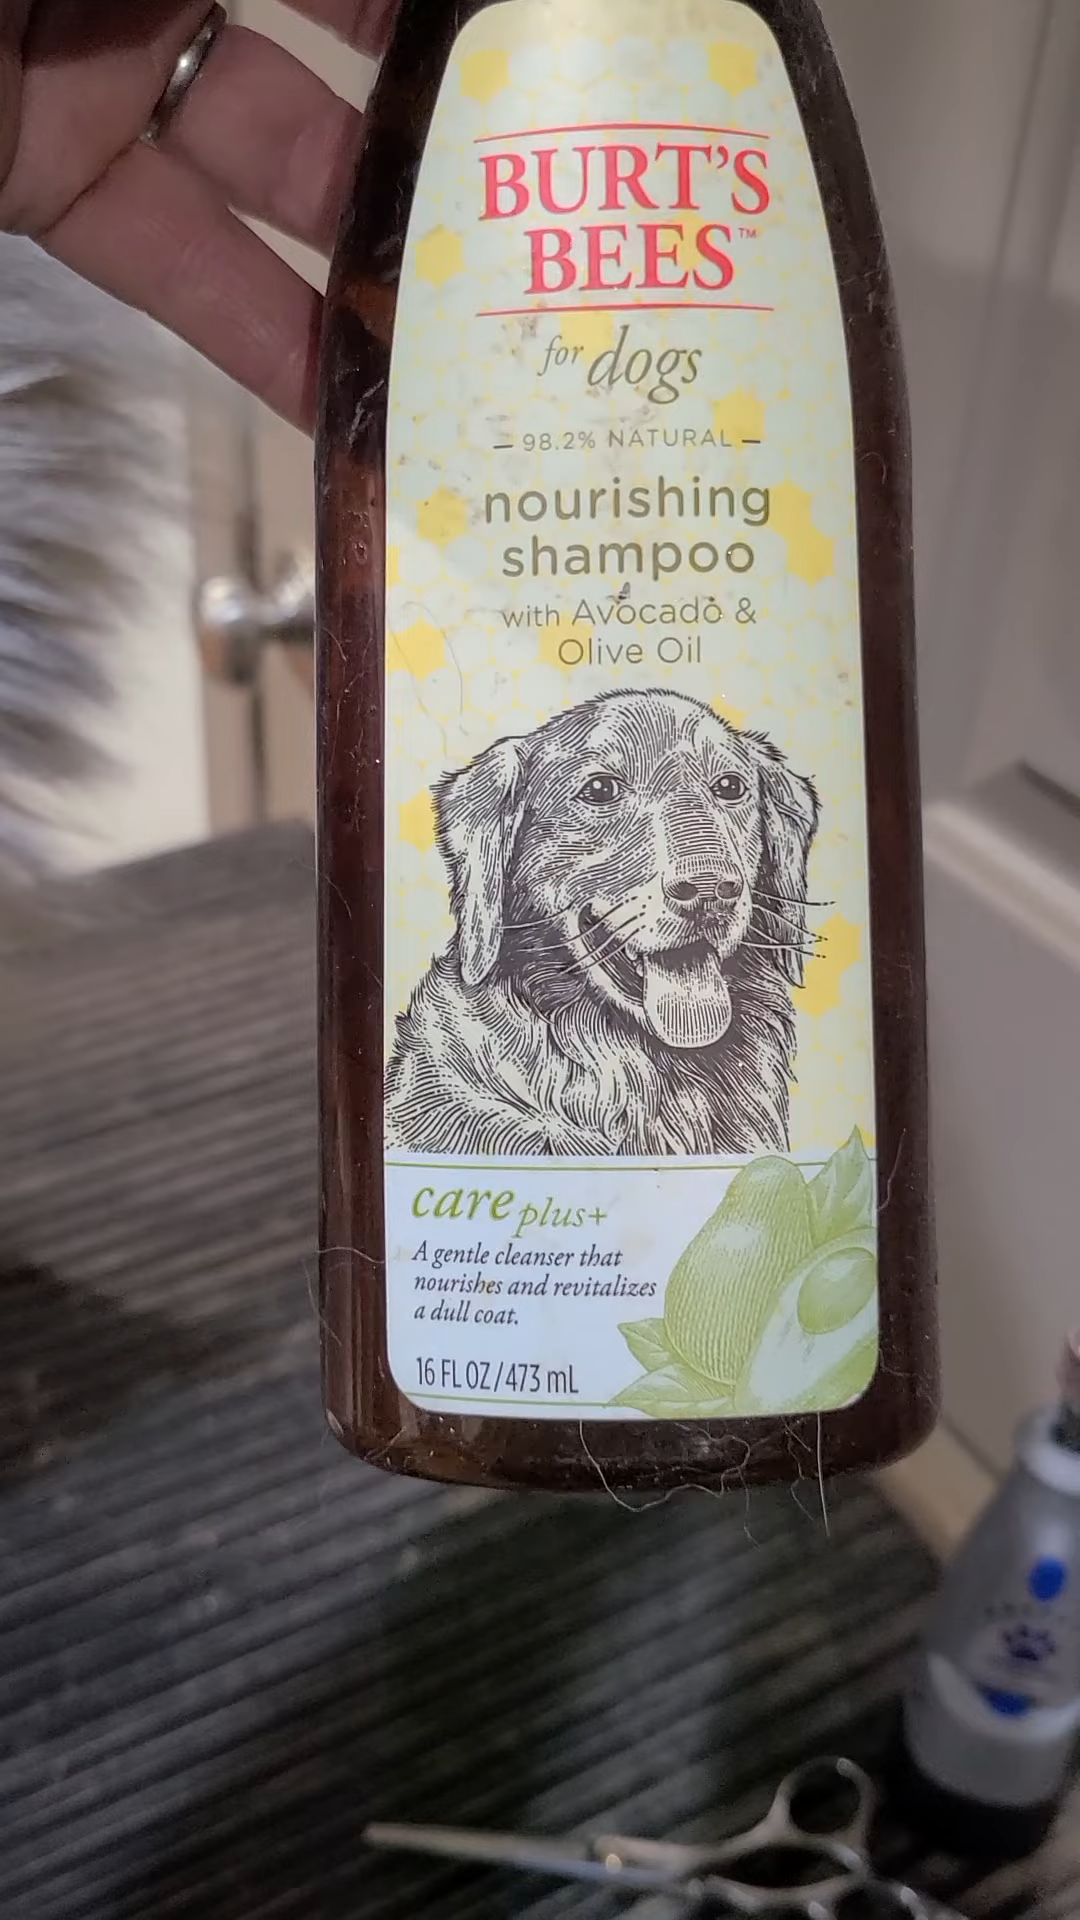 BURT'S
BEES™
for dogs
– 98.2% NATURAL –
nourishing
shampoo
with Avocado &
Olive Oil
care plus+
A gentle cleanser that
nourishes and revitalizes
a dull coat.
16 FL OZ/473 mL